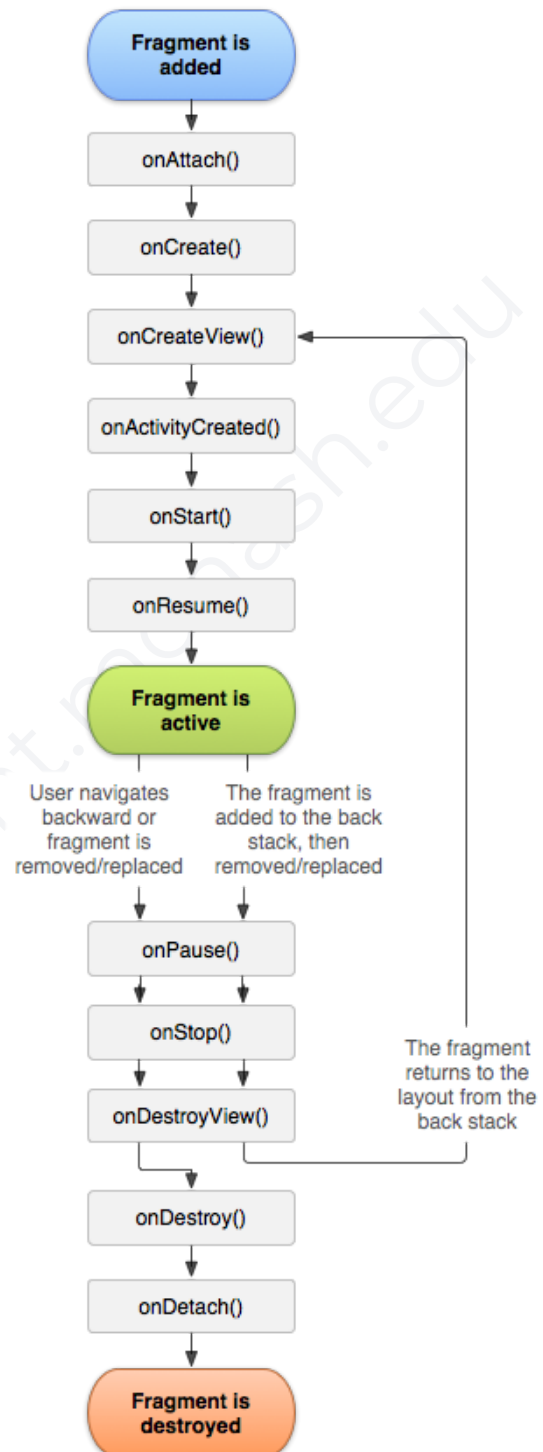 Fragment is
added
onAttach()
onCreate()
onCreateView()
onActivityCreated()
onStart()
onResume()
Fragment is
active
User navigates
backward or
fragment is
removed/replaced
The fragment is
added to the back
stack, then
removed/replaced
onPause()
onStop()
The fragment
returns to the
layout from the
back stack
onDestroyView()
onDestroy()
onDetach()
Fragment is
destroyed